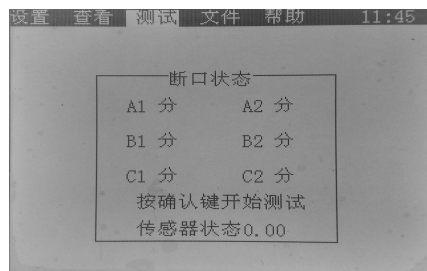 设置 查看 测试 文件 帮助 11:45
断口状态
A1 分 A2 分
B1 分 B2 分
C1 分 C2 分
按确认键开始测试
传感器状态0.00